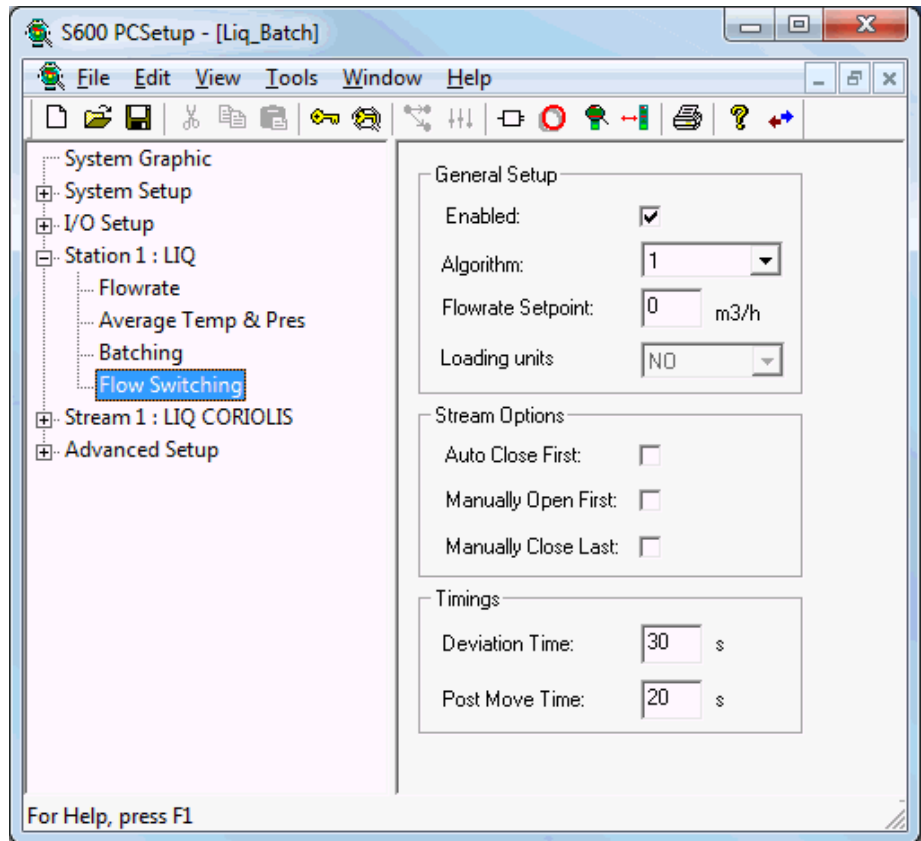 S600 PCSetup - [Liq_Batch]
File Edit View Tools Window Help
System Graphic
System Setup
I/O Setup
Station 1 : LIQ
Flowrate
Average Temp & Pres
Batching
Flow Switching
Stream 1 : LIQ CORIOLIS
Advanced Setup
General Setup
Enabled:
Algorithm: 1
Flowrate Setpoint: 0 m3/h
Loading units NO
Stream Options
Auto Close First:
Manually Open First:
Manually Close Last:
Timings
Deviation Time: 30 s
Post Move Time: 20 s
For Help, press F1